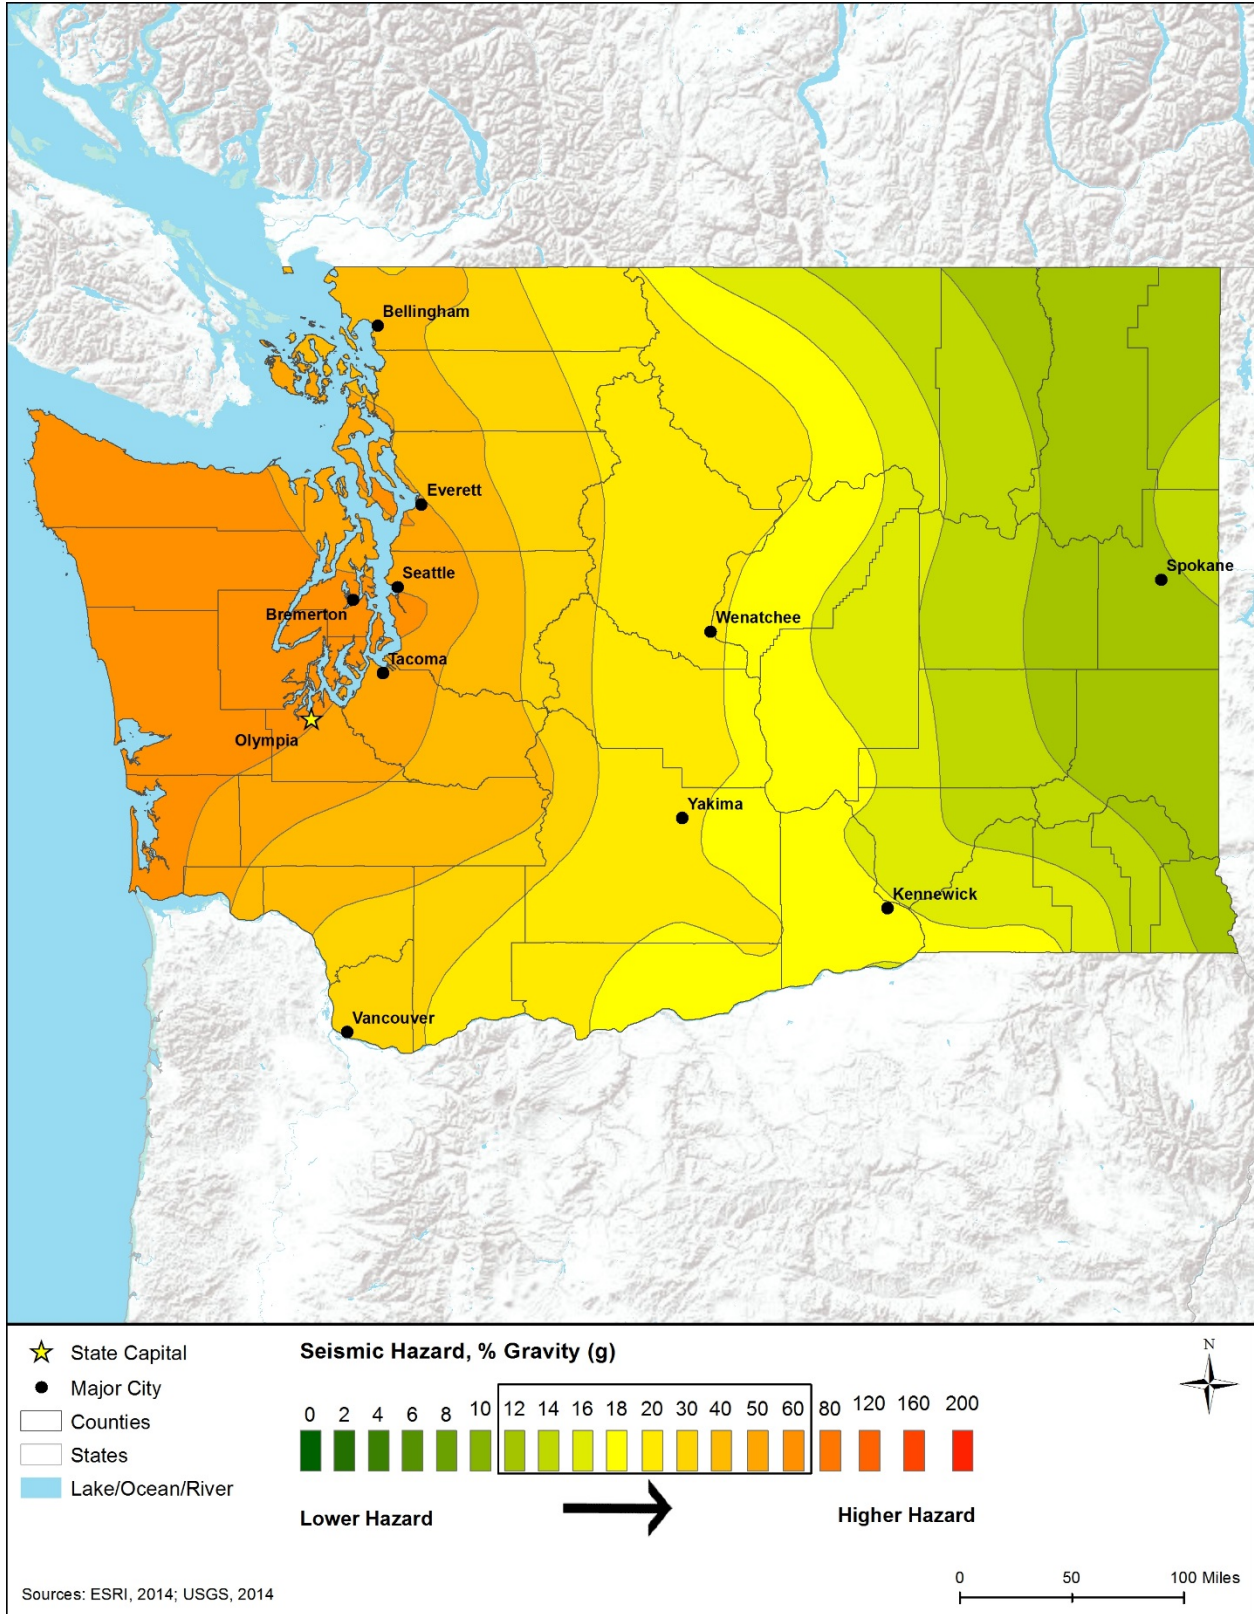 Bellingham
Everett
Seattle
Bremerton
Tacoma
Olympia
Wenatchee
Spokane
Yakima
Kennewick
Vancouver
State Capital
Major City
Counties
States
Lake/Ocean/River
Seismic Hazard, % Gravity (g)
0 2 4 6 8 10 12 14 16 18 20 30 40 50 60 80 120 160 200
Lower Hazard Higher Hazard
N
Sources: ESRI, 2014; USGS, 2014
0 50 100 Miles